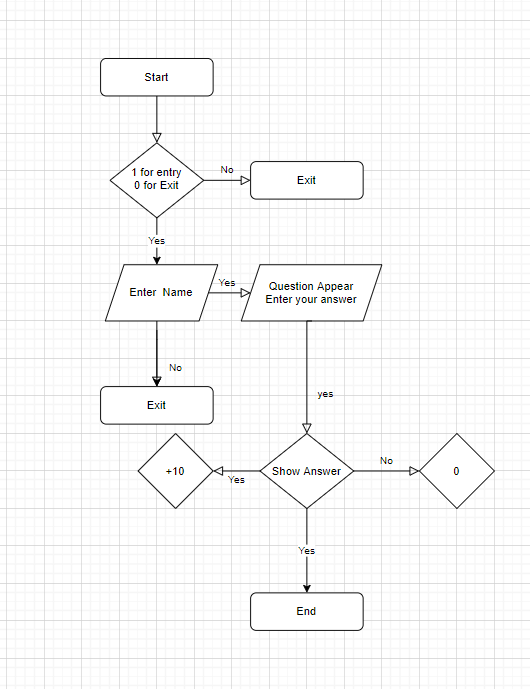 Start
1 for entry
0 for Exit
No
Exit
Yes
Enter Name
Yes
Question Appear
Enter your answer
No
Exit
yes
+10
Yes
Show Answer
No
0
Yes
End